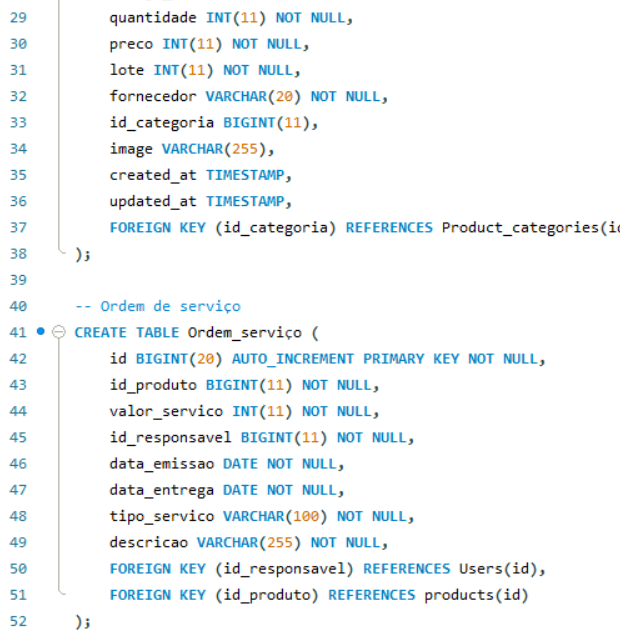 29 quantidade INT(11) NOT NULL,
30 preco INT(11) NOT NULL,
31 lote INT(11) NOT NULL,
32 fornecedor VARCHAR(20) NOT NULL,
33 id_categoria BIGINT(11),
34 image VARCHAR(255),
35 created_at TIMESTAMP,
36 updated_at TIMESTAMP,
37 FOREIGN KEY (id_categoria) REFERENCES Product_categories(
38 );
39
40 -- Ordem de serviço
41 CREATE TABLE Ordem_serviço (
42 id BIGINT(20) AUTO_INCREMENT PRIMARY KEY NOT NULL,
43 id_produto BIGINT(11) NOT NULL,
44 valor_servico INT(11) NOT NULL,
45 id_responsavel BIGINT(11) NOT NULL,
46 data_emissao DATE NOT NULL,
47 data_entrega DATE NOT NULL,
48 tipo_servico VARCHAR(100) NOT NULL,
49 descricao VARCHAR(255) NOT NULL,
50 FOREIGN KEY (id_responsavel) REFERENCES Users(id),
51 FOREIGN KEY (id_produto) REFERENCES products(id)
52 );